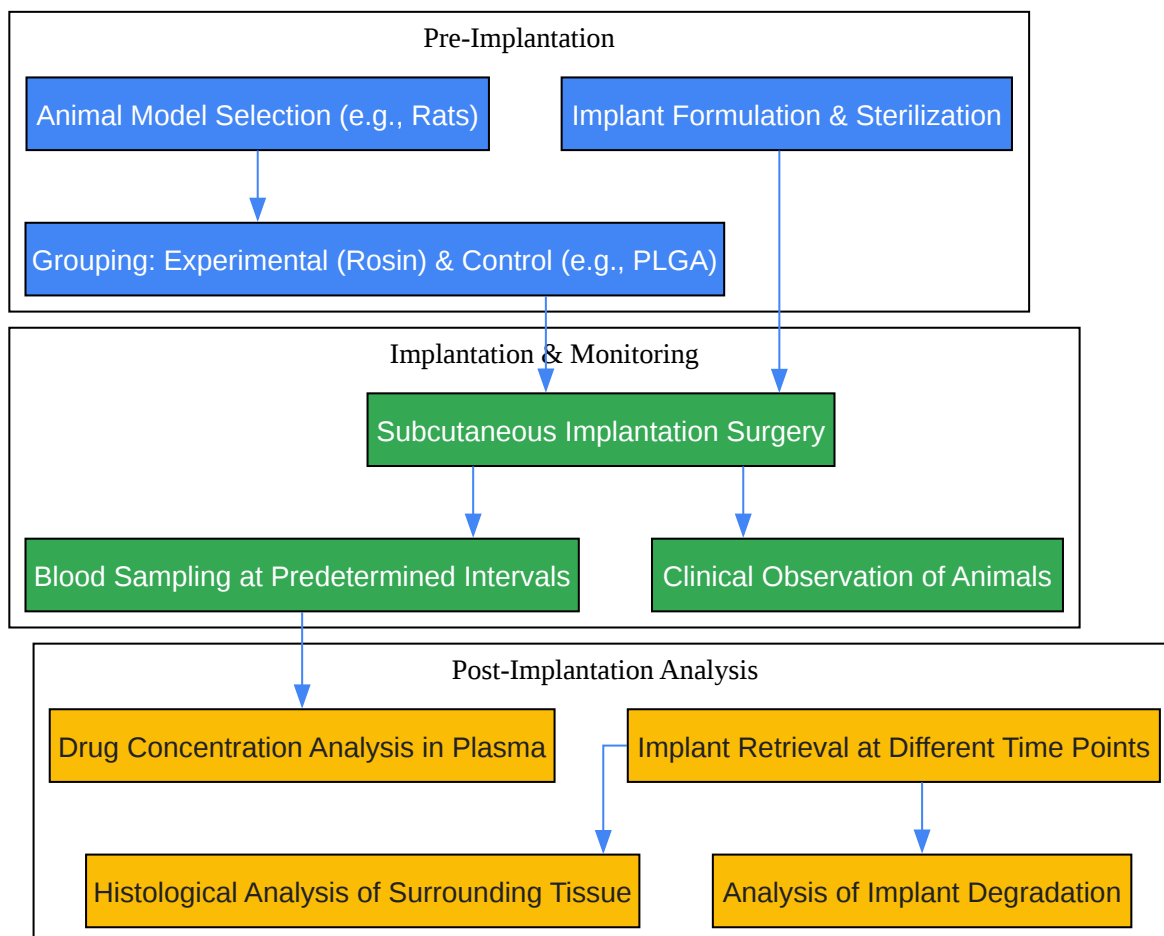 Pre-Implantation
Animal Model Selection (e.g., Rats)
Implant Formulation & Sterilization
Grouping: Experimental (Rosin) & Control (e.g., PLGA)
Implantation & Monitoring
Subcutaneous Implantation Surgery
Blood Sampling at Predetermined Intervals
Clinical Observation of Animals
Post-Implantation Analysis
Drug Concentration Analysis in Plasma
Implant Retrieval at Different Time Points
Histological Analysis of Surrounding Tissue
Analysis of Implant Degradation